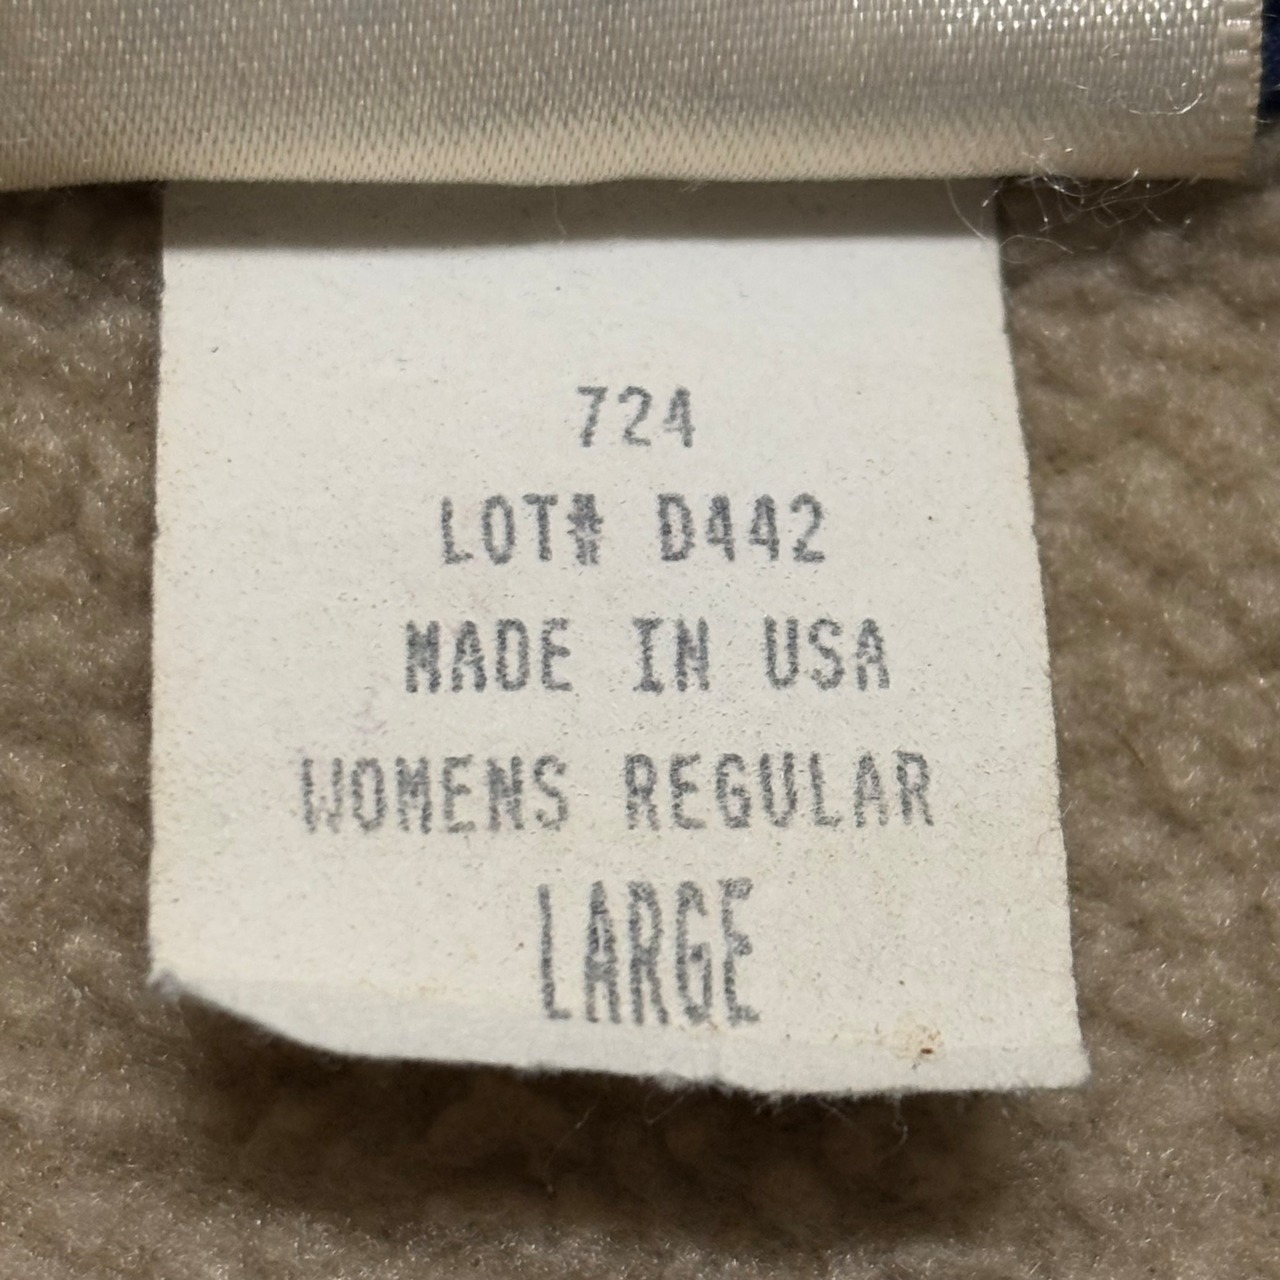 724
LOT# D442
MADE IN USA
WOMENS REGULAR
LARGE